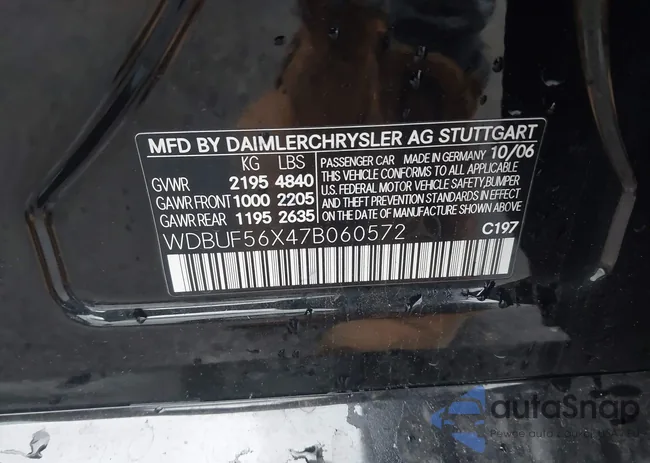 MFD BY DAIMLERCHRYSLER AG STUTTGART
KG LBS
GVWR 2195 4840
GAWR FRONT 1000 2205
GAWR REAR 1195 2635
PASSENGER CAR MADE IN GERMANY 10/06
THIS VEHICLE CONFORMS TO ALL APPLICABLE
U.S. FEDERAL MOTOR VEHICLE SAFETY, BUMPER
AND THEFT PREVENTION STANDARDS IN EFFECT
ON THE DATE OF MANUFACTURE SHOWN ABOVE
WDBUF56X47B060572
C197
autoSnap
Pewne auto z